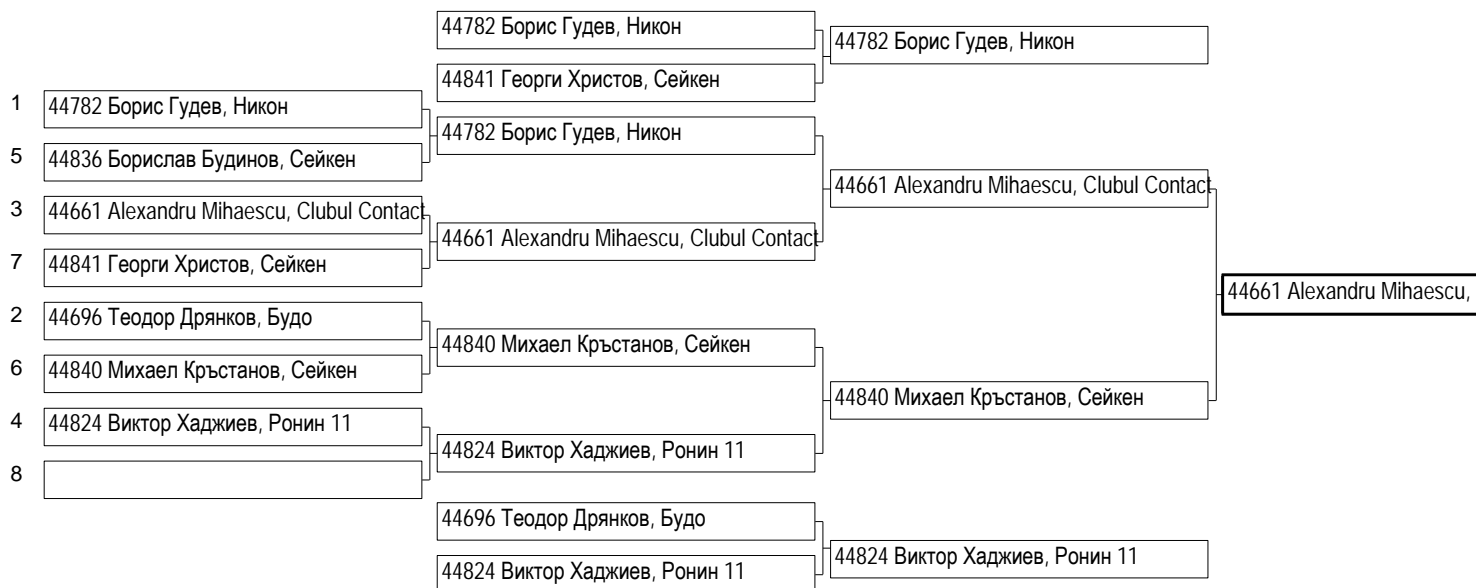 44782 Борис Гудев, Никон
44782 Борис Гудев, Никон
44841 Георги Христов, Сейкен
1 44782 Борис Гудев, Никон
44782 Борис Гудев, Никон
5 44836 Борислав Будинов, Сейкен
44661 Alexandru Mihaescu, Clubul Contact
3 44661 Alexandru Mihaescu, Clubul Contact
44661 Alexandru Mihaescu, Clubul Contact
7 44841 Георги Христов, Сейкен
44661 Alexandru Mihaescu,
2 44696 Теодор Дрянков, Будо
44840 Михаел Кръстанов, Сейкен
6 44840 Михаел Кръстанов, Сейкен
44840 Михаел Кръстанов, Сейкен
4 44824 Виктор Хаджиев, Ронин 11
44824 Виктор Хаджиев, Ронин 11
8
44696 Теодор Дрянков, Будо
44824 Виктор Хаджиев, Ронин 11
44824 Виктор Хаджиев, Ронин 11